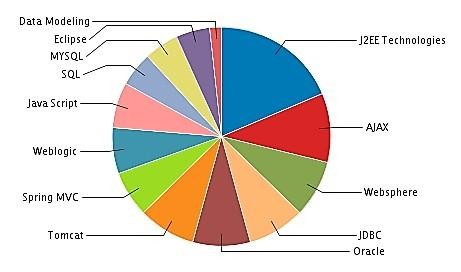 Data Modeling
Eclipse
MYSQL
SQL
Java Script
Weblogic
Spring MVC
Tomcat
J2EE Technologies
AJAX
Websphere
JDBC
Oracle